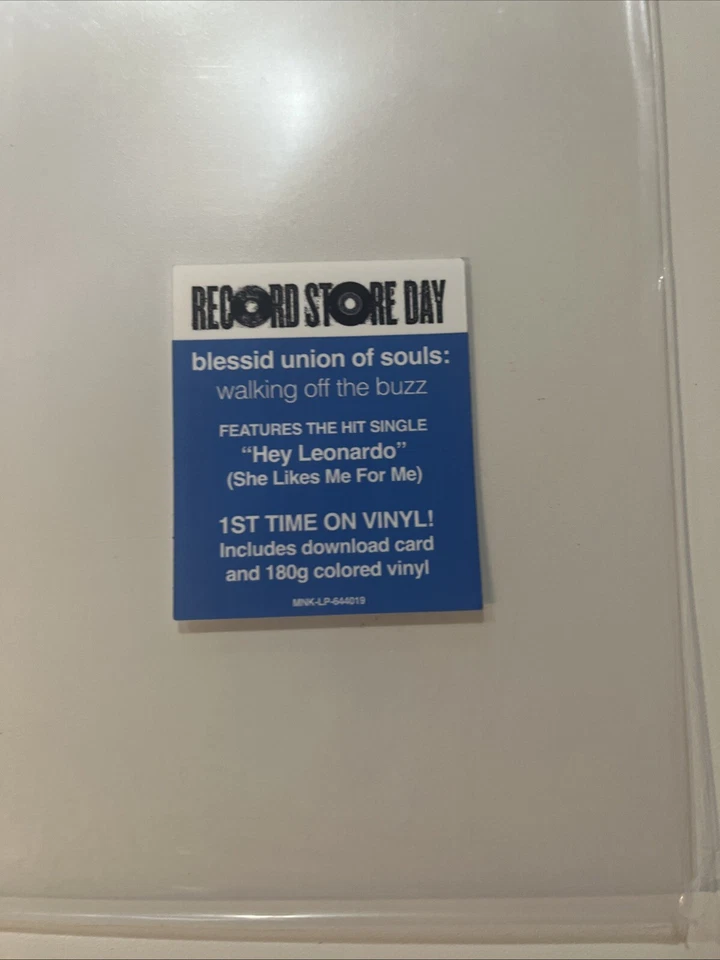 RECORD STORE DAY
blessid union of souls:
walking off the buzz
FEATURES THE HIT SINGLE
“Hey Leonardo”
(She Likes Me For Me)
1ST TIME ON VINYL!
Includes download card
and 180g colored vinyl
MNK-LP-644019